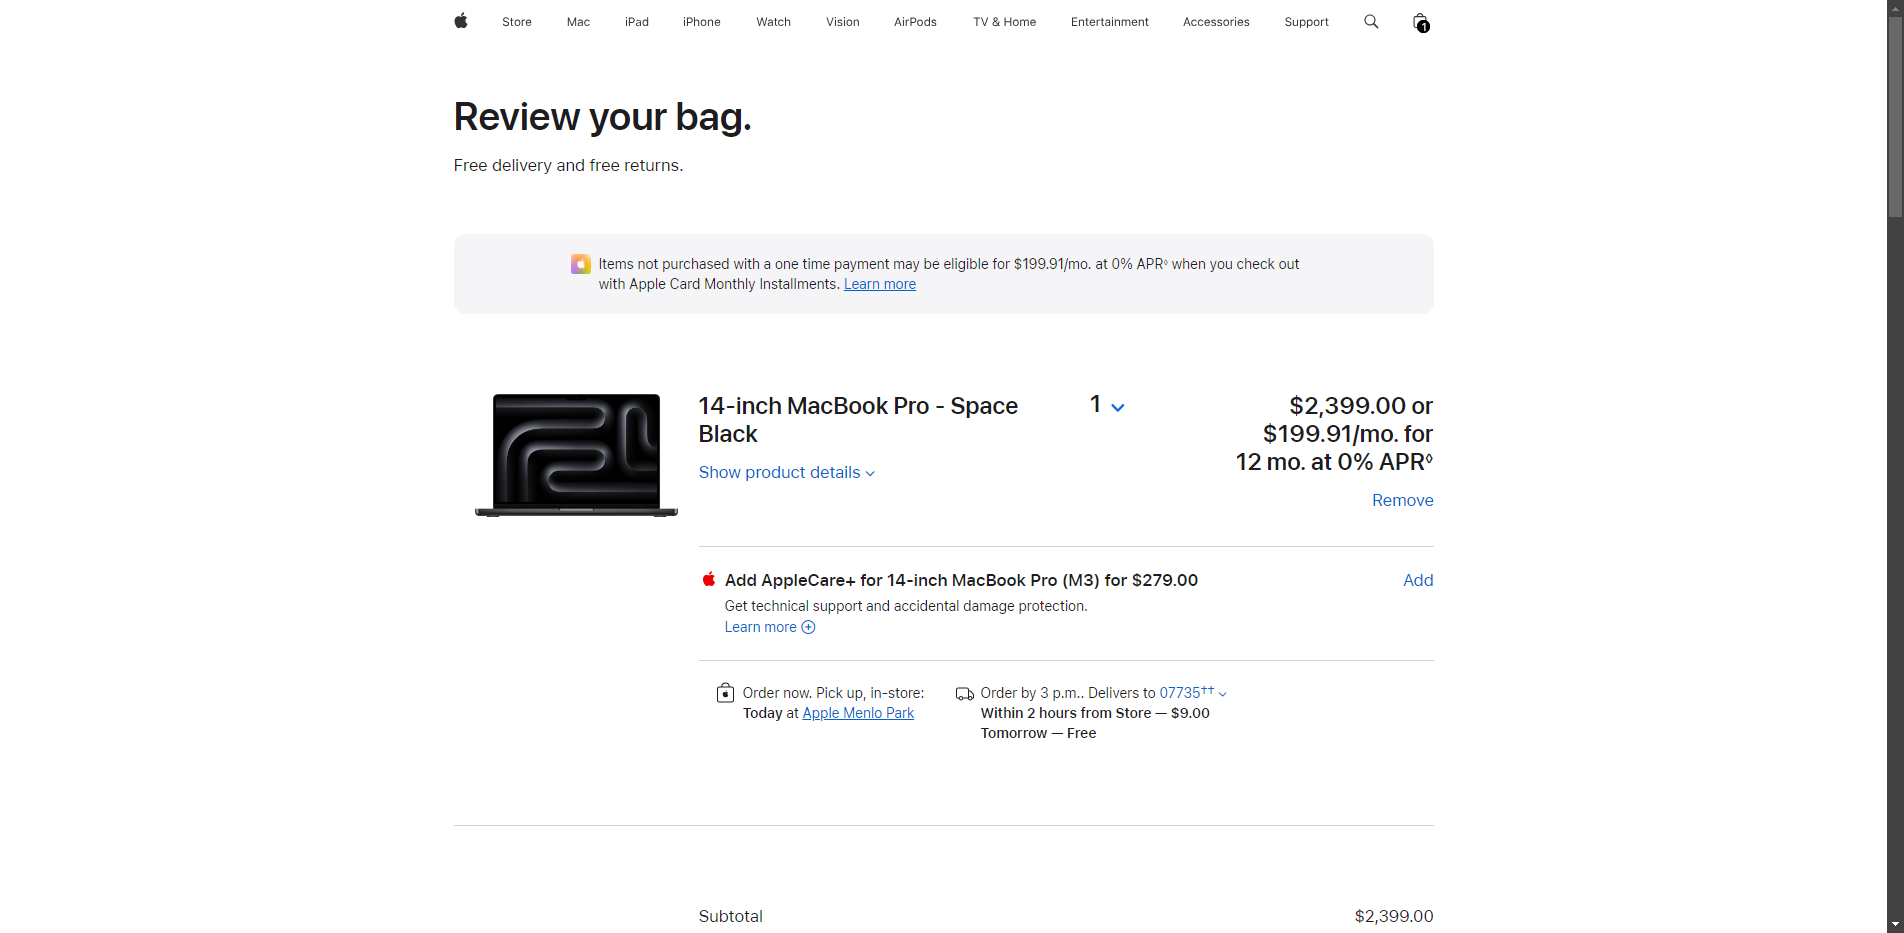 Store
Mac
iPad
iPhone
Watch
Vision
AirPods
TV & Home
Entertainment
Accessories
Support
1
Review your bag.
Free delivery and free returns.
Items not purchased with a one time payment may be eligible for $199.91/mo. at 0% APR◊ when you check out
with Apple Card Monthly Installments. Learn more
14-inch MacBook Pro - Space
Black
Show product details
1
$2,399.00 or
$199.91/mo. for
12 mo. at 0% APR◊
Remove
Add AppleCare+ for 14-inch MacBook Pro (M3) for $279.00
Add
Get technical support and accidental damage protection.
Learn more
Order now. Pick up, in-store:
Today at Apple Menlo Park
Order by 3 p.m.. Delivers to 07735††
Within 2 hours from Store — $9.00
Tomorrow — Free
Subtotal
$2,399.00